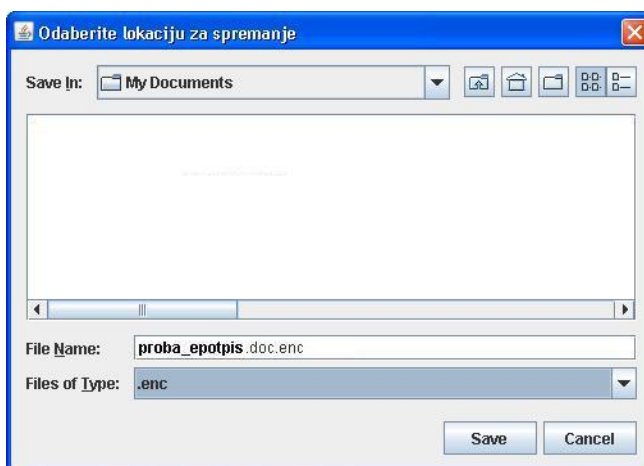 Odaberite lokaciju za spremanje
Save In: My Documents
File Name: proba_epotpis.doc.enc
Files of Type: .enc
Save Cancel